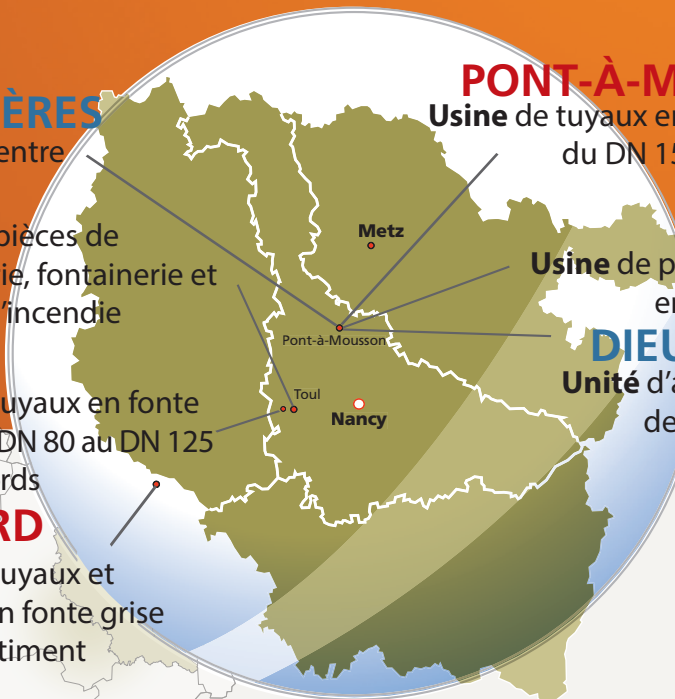 ÈRES
entre
pièces de
ie, fontainerie et
'incendie
uyaux en fonte
DN 80 au DN 125
rds
RD
uyaux et
n fonte grise
timent
PONT-À-M
Usine de tuyaux en
du DN 15
Usine de p
en
DIEU
Unité d'a
de
Metz
Pont-à-Mousson
Toul
Nancy